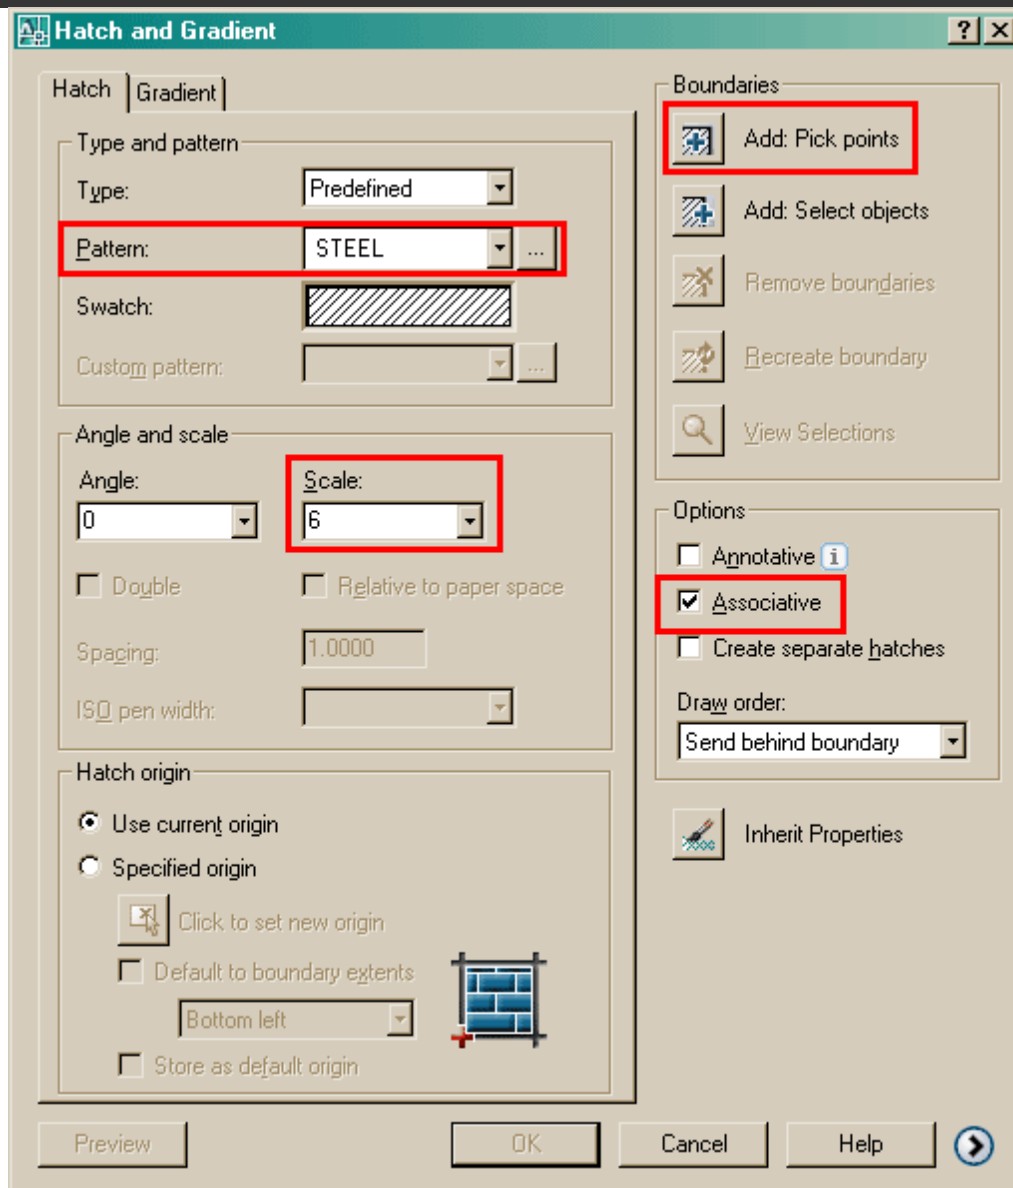 Hatch and Gradient
Hatch
Gradient
Type and pattern
Type:
Predefined
Pattern:
STEEL
...
Swatch:
Custom pattern:
...
Angle and scale
Angle:
Scale:
0
6
Double
Relative to paper space
Spacing:
1.0000
ISO pen width:
Hatch origin
Use current origin
Specified origin
Click to set new origin
Default to boundary extents
Bottom left
Store as default origin
Boundaries
Add: Pick points
Add: Select objects
Remove boundaries
Recreate boundary
View Selections
Options
Annotative
Associative
Create separate hatches
Draw order:
Send behind boundary
Inherit Properties
Preview
OK
Cancel
Help